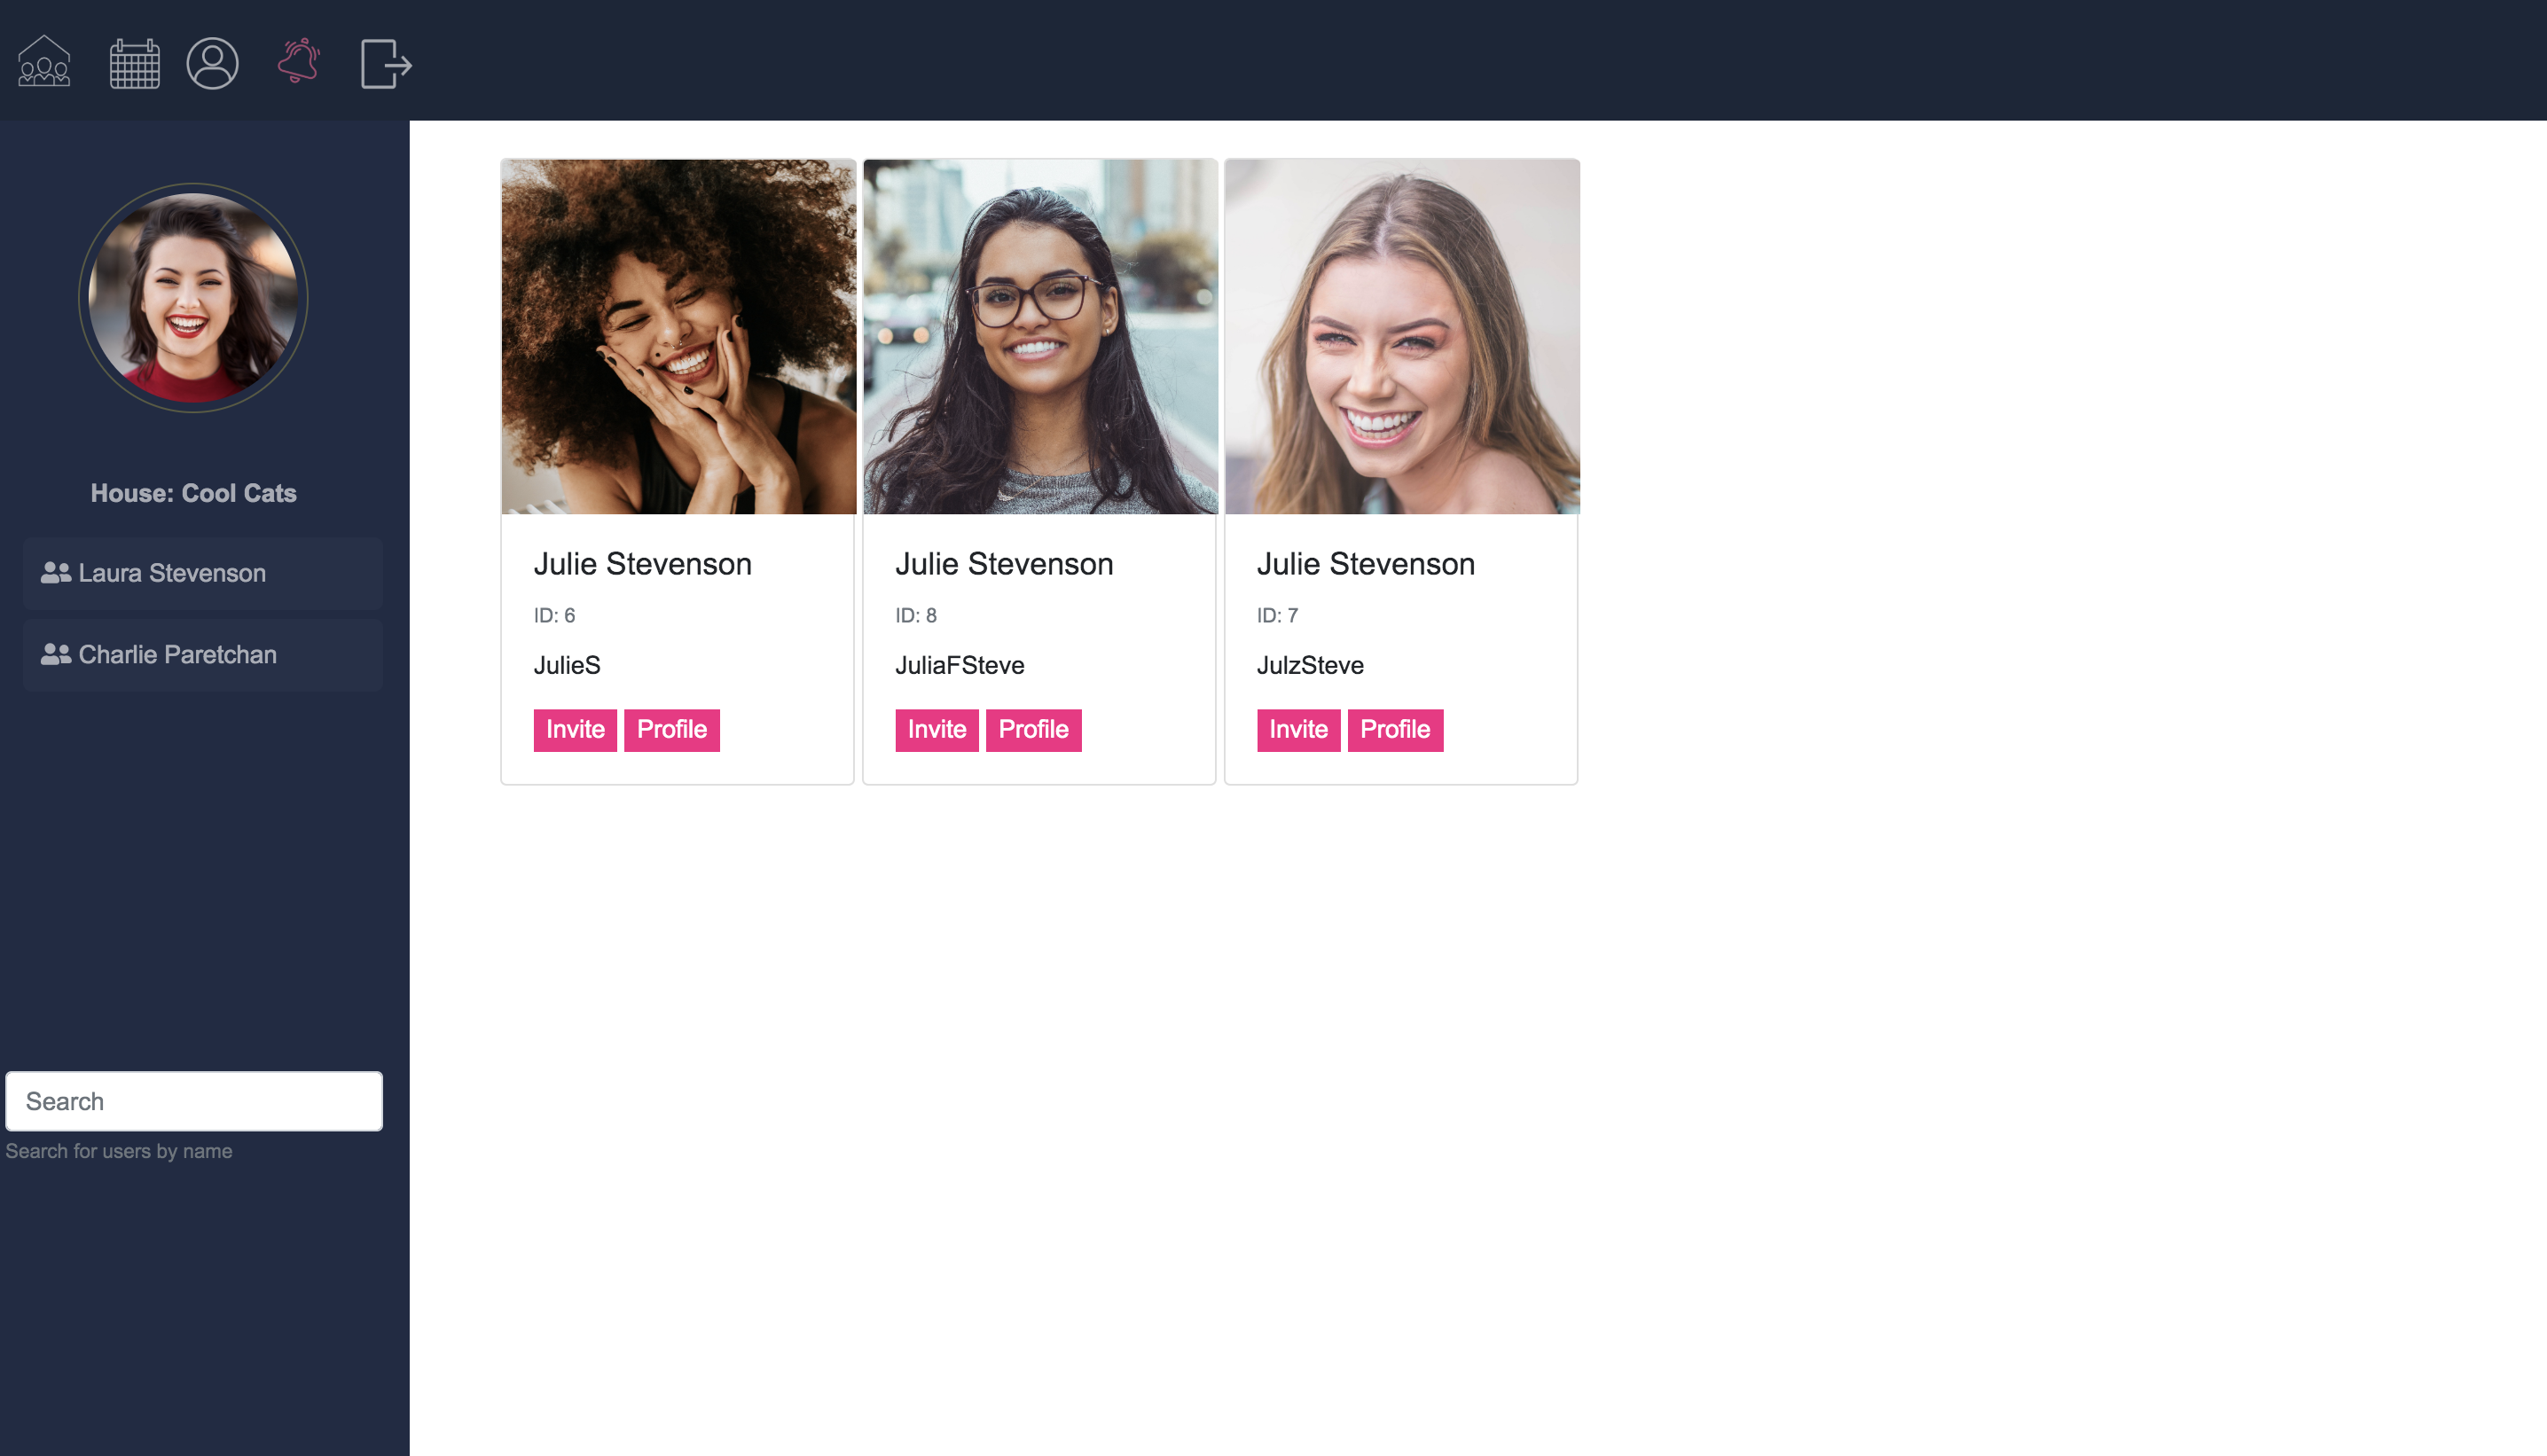 House: Cool Cats
Laura Stevenson
Charlie Paretchan
Search
Search for users by name
Julie Stevenson
ID: 6
JulieS
Invite Profile
Julie Stevenson
ID: 8
JuliaFSteve
Invite Profile
Julie Stevenson
ID: 7
JulzSteve
Invite Profile